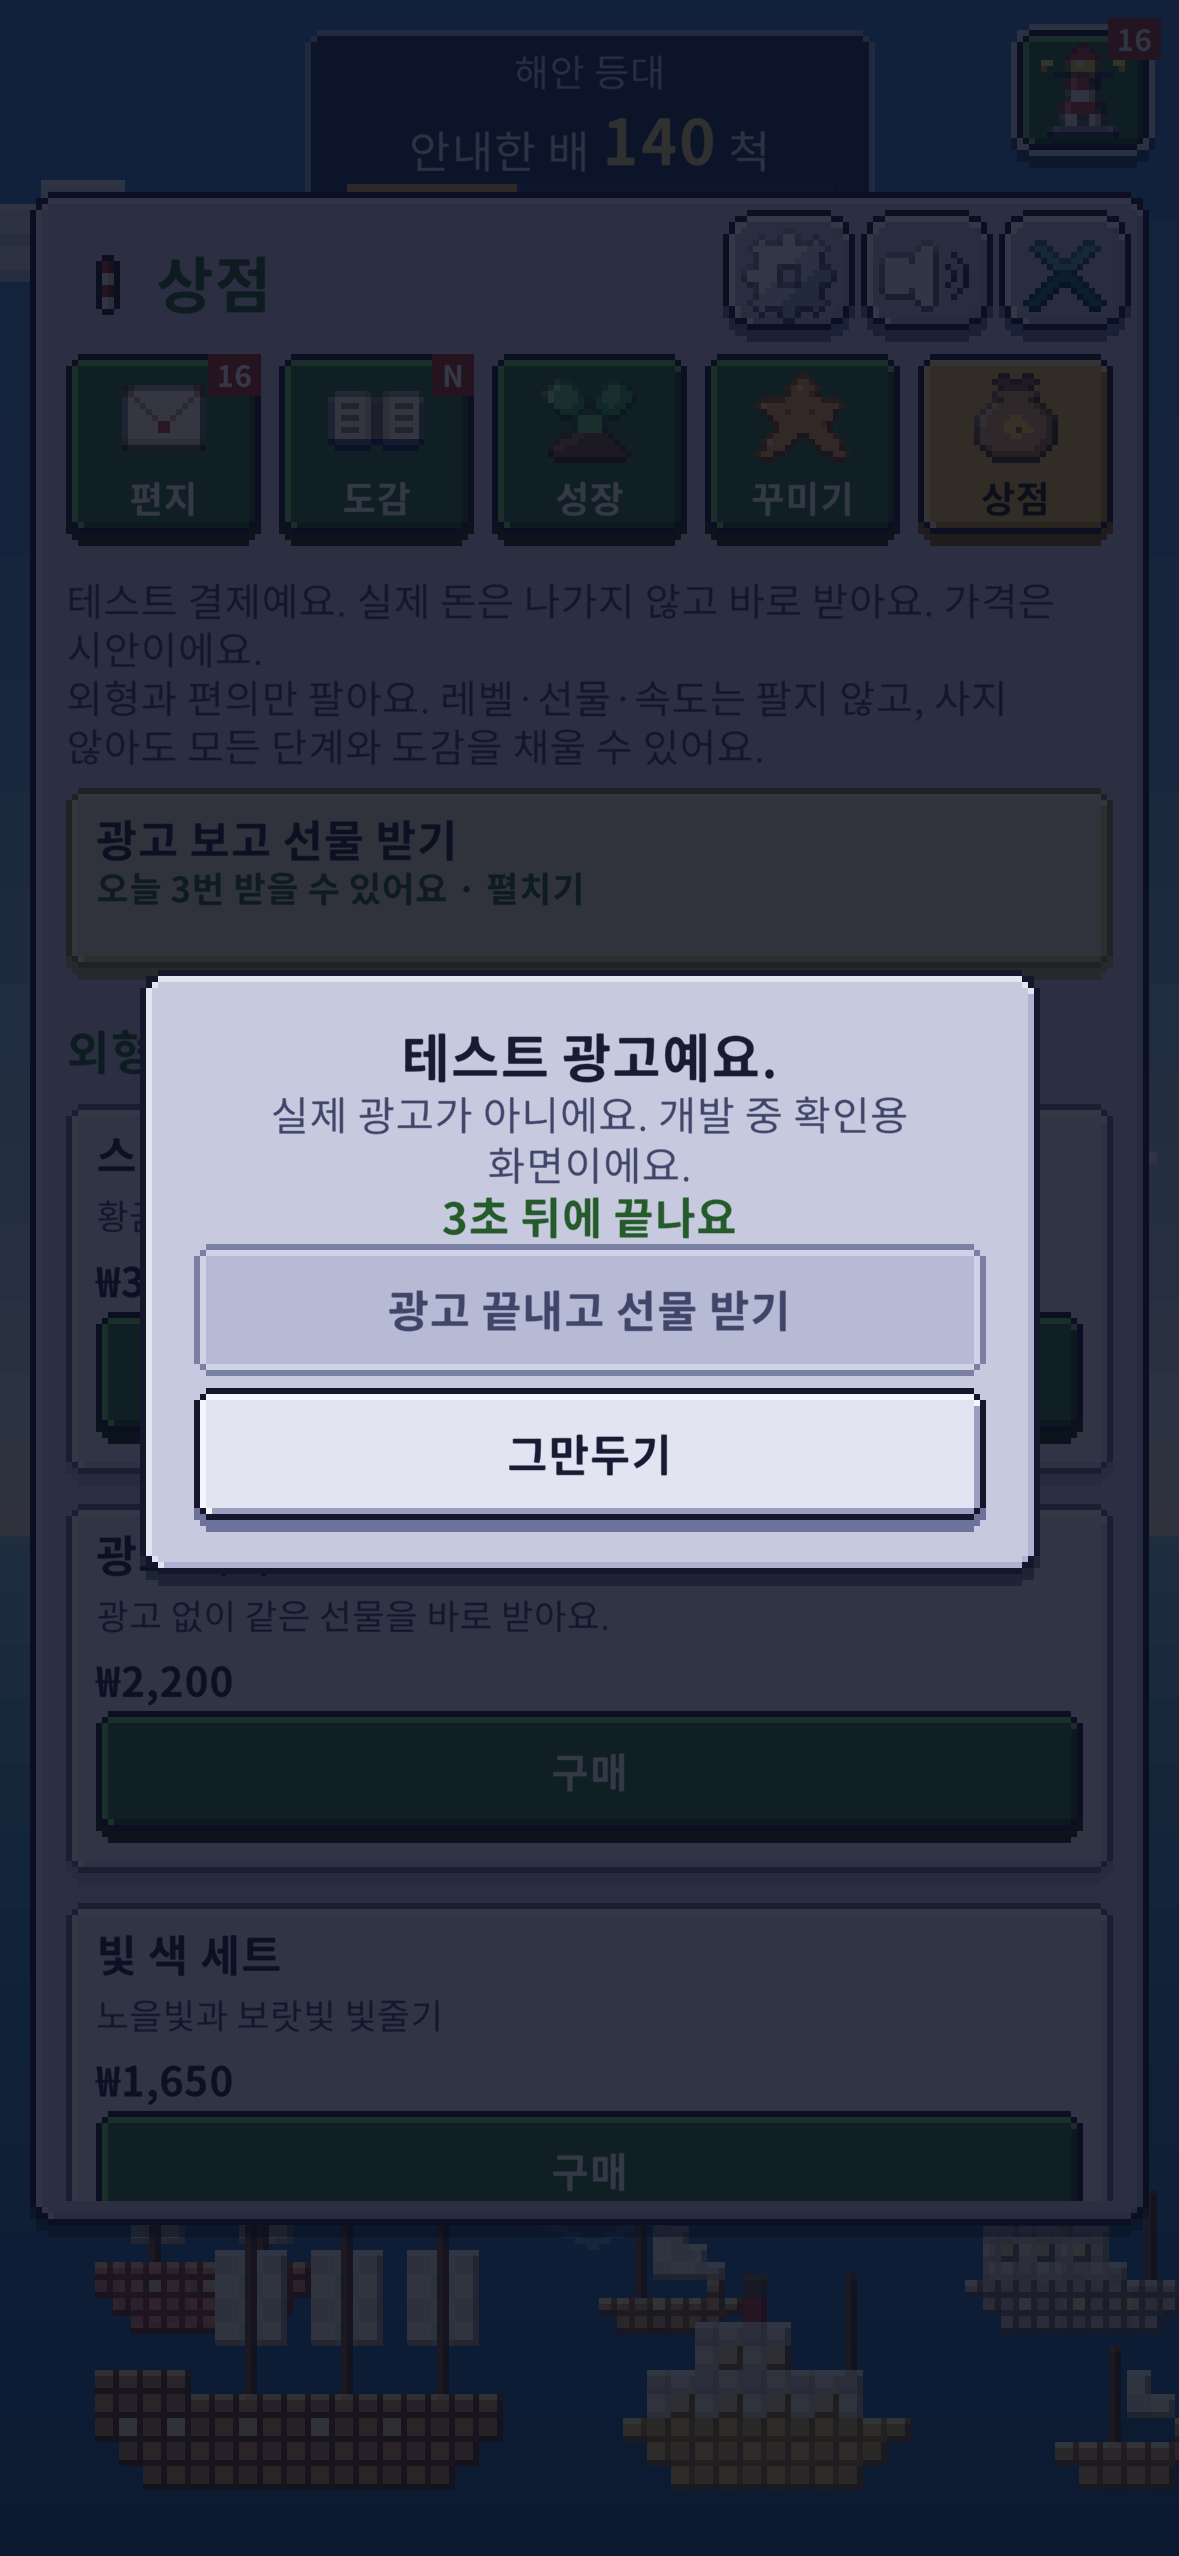 해안 등대
16
안내한 배 140 척
상점
16
N
편지
도감
성장
꾸미기
상점
테스트 결제예요. 실제 돈은 나가지 않고 바로 받아요. 가격은
시안이에요.
외형과 편의만 팔아요. 레벨·선물·속도는 팔지 않고, 사지
않아도 모든 단계와 도감을 채울 수 있어요.
광고 보고 선물 받기
오늘 3번 받을 수 있어요 · 펼치기
테스트 광고예요.
실제 광고가 아니에요. 개발 중 확인용
화면이에요.
3초 뒤에 끝나요
광고 끝내고 선물 받기
그만두기
광고 없이 같은 선물을 바로 받아요.
₩2,200
구매
빛 색 세트
노을빛과 보랏빛 빛줄기
₩1,650
구매